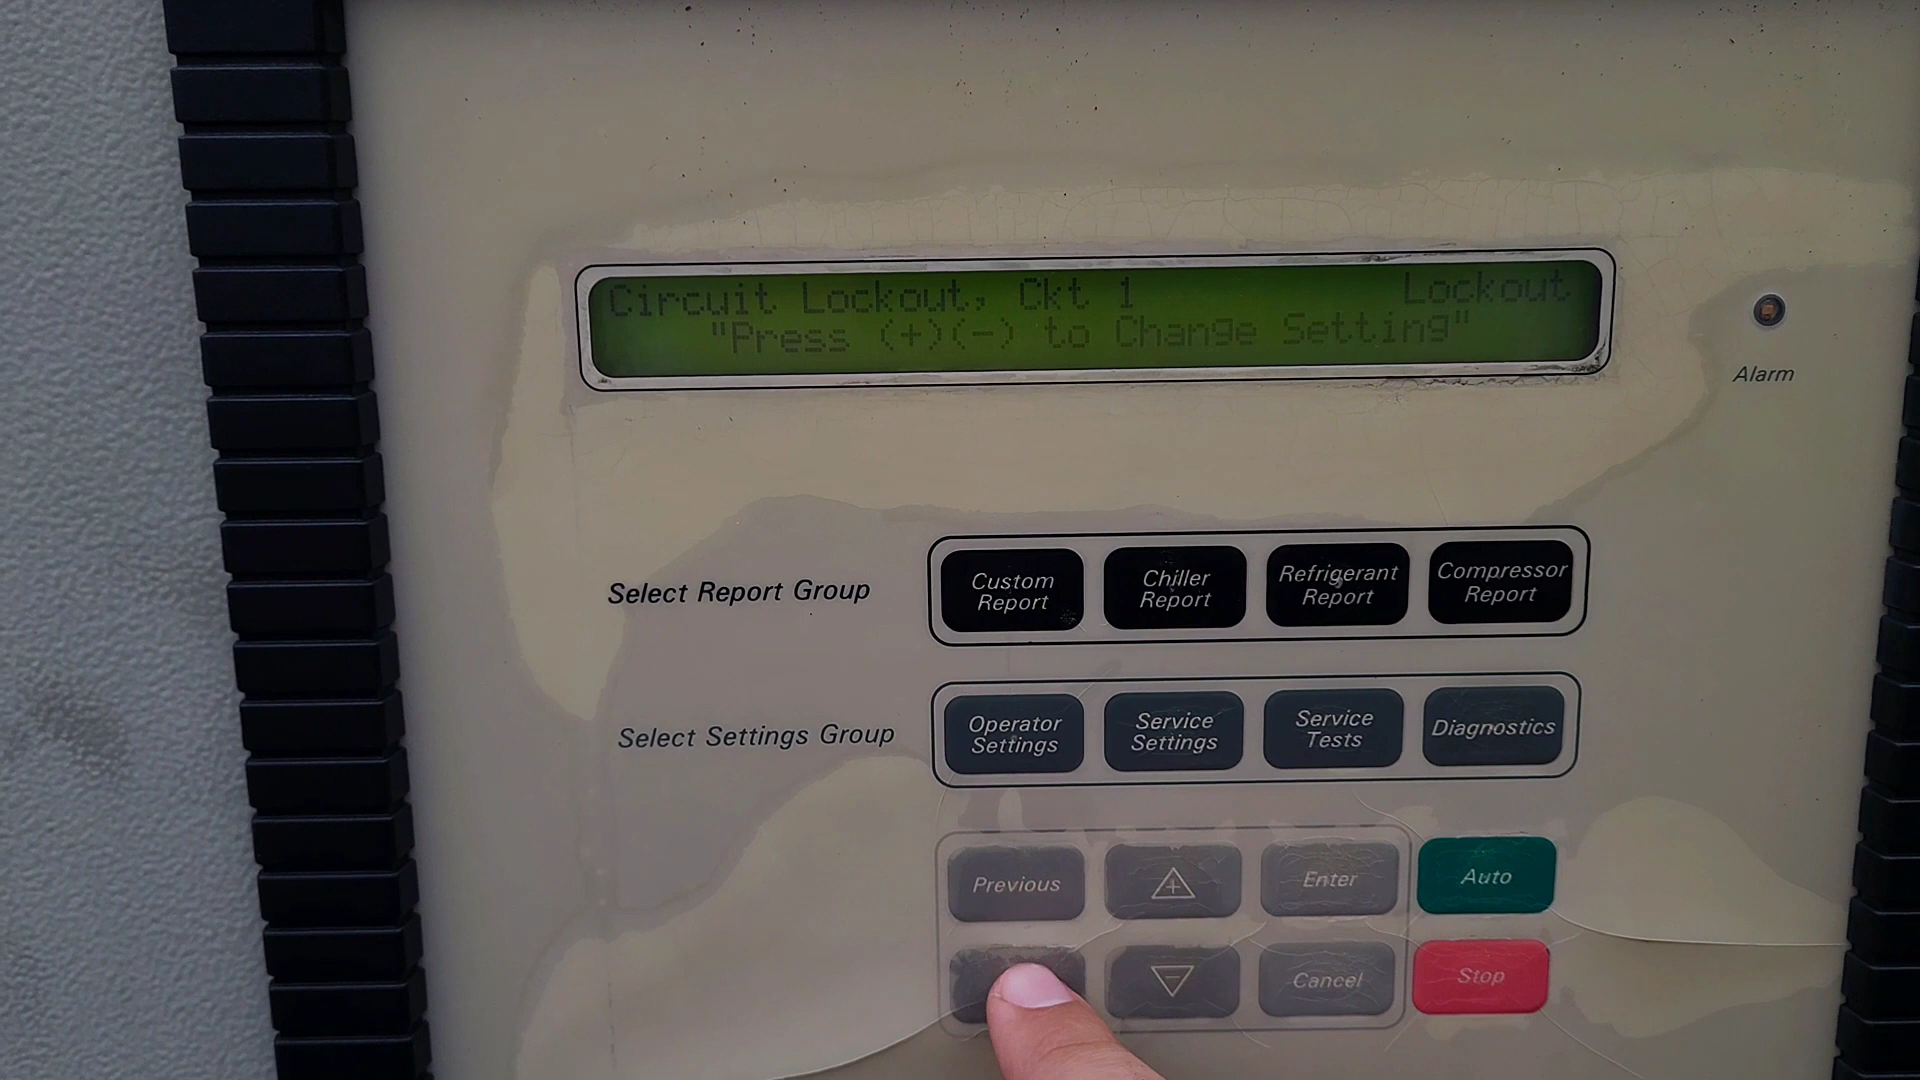 Circuit Lockout, Ckt 1 Lockout
"Press (+)(-) to Change Setting"
Alarm
Select Report Group
Custom Report
Chiller Report
Refrigerant Report
Compressor Report
Select Settings Group
Operator Settings
Service Settings
Service Tests
Diagnostics
Previous
+
Enter
Auto
-
Cancel
Stop